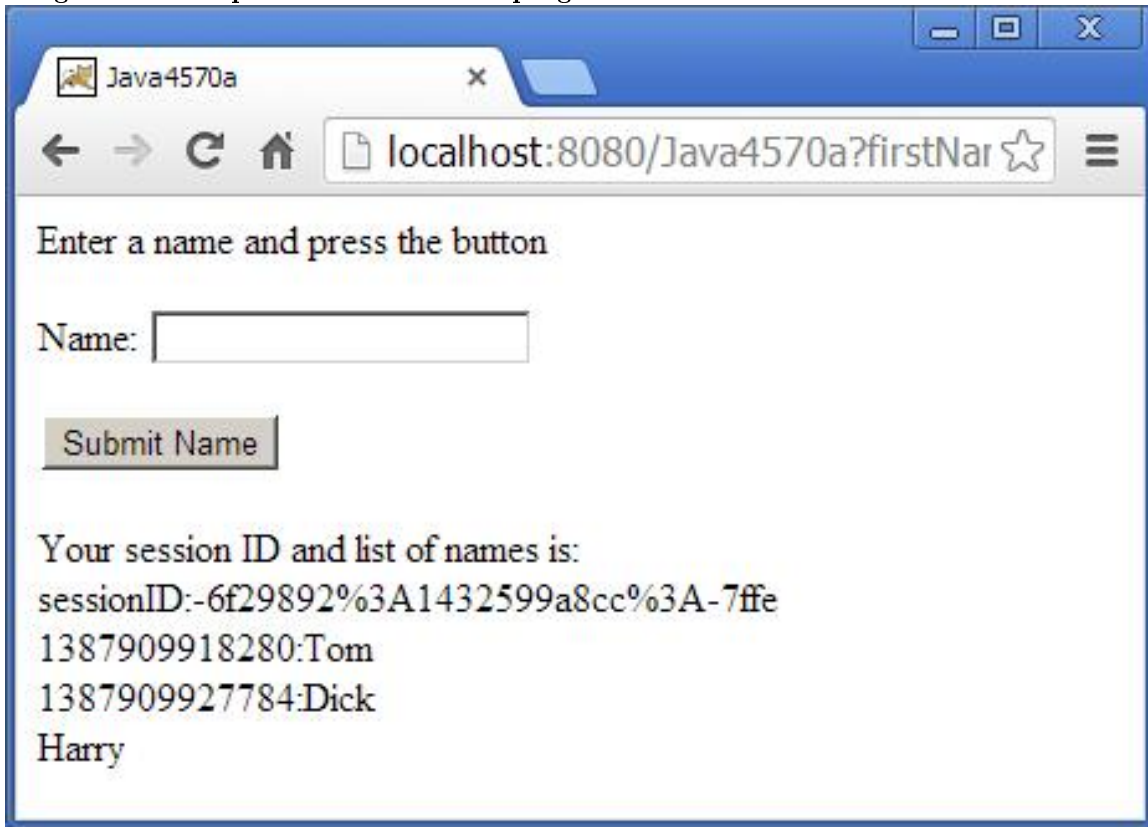 Java4570a
localhost:8080/Java4570a?firstNar
Enter a name and press the button
Name:
Submit Name
Your session ID and list of names is:
sessionID:-6f29892%3A1432599a8cc%3A-7ffe
1387909918280:Tom
1387909927784:Dick
Harry